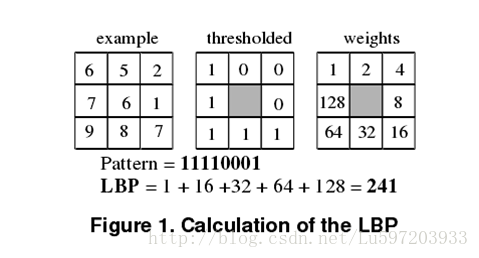 example thresholded weights
6 5 2 1 0 0 1 2 4
7 6 1 1 0 128 8
9 8 7 1 1 1 64 32 16
Pattern = 11110001
LBP = 1 + 16 +32 + 64 + 128 = 241
Figure 1. Calculation of the LBP
http://blog.csdn.net/Lu597203933